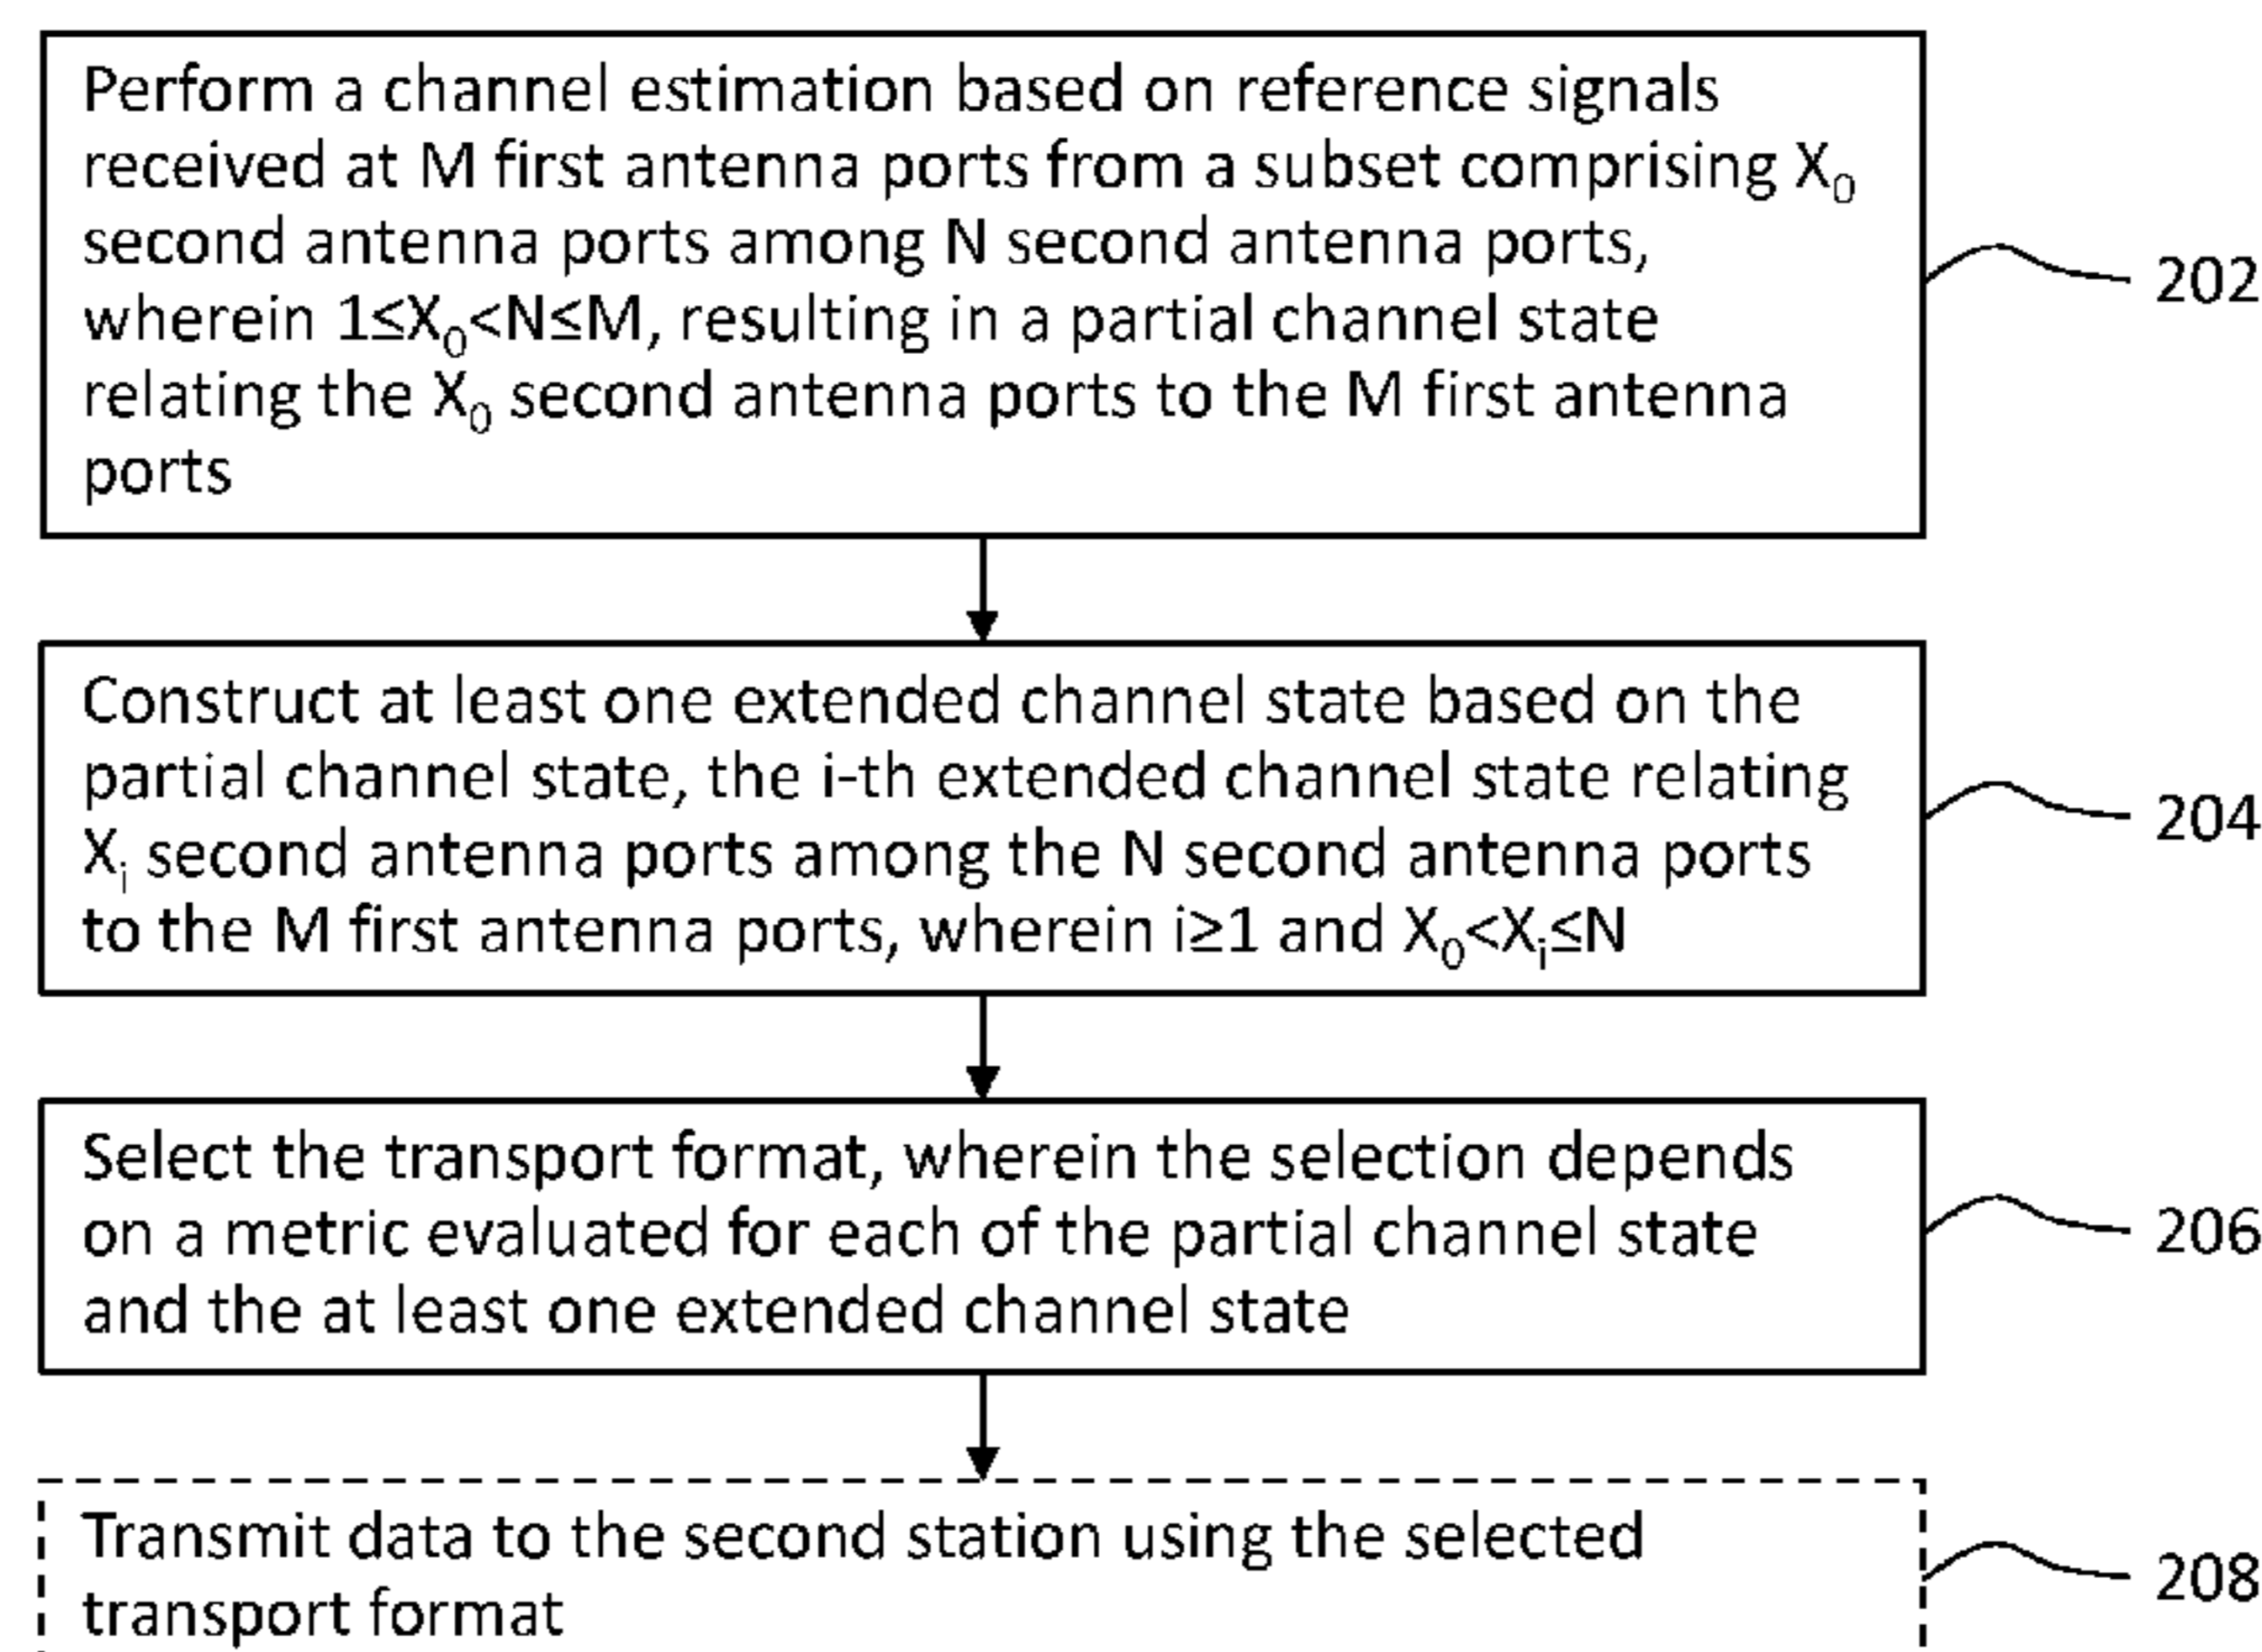 Perform a channel estimation based on reference signals
received at M first antenna ports from a subset comprising X₀
second antenna ports among N second antenna ports,
wherein 1≤X₀<N≤M, resulting in a partial channel state
relating the X₀ second antenna ports to the M first antenna
ports
202
Construct at least one extended channel state based on the
partial channel state, the i-th extended channel state relating
Xᵢ second antenna ports among the N second antenna ports
to the M first antenna ports, wherein i≥1 and X₀<Xᵢ≤N
204
Select the transport format, wherein the selection depends
on a metric evaluated for each of the partial channel state
and the at least one extended channel state
206
Transmit data to the second station using the selected
transport format
208